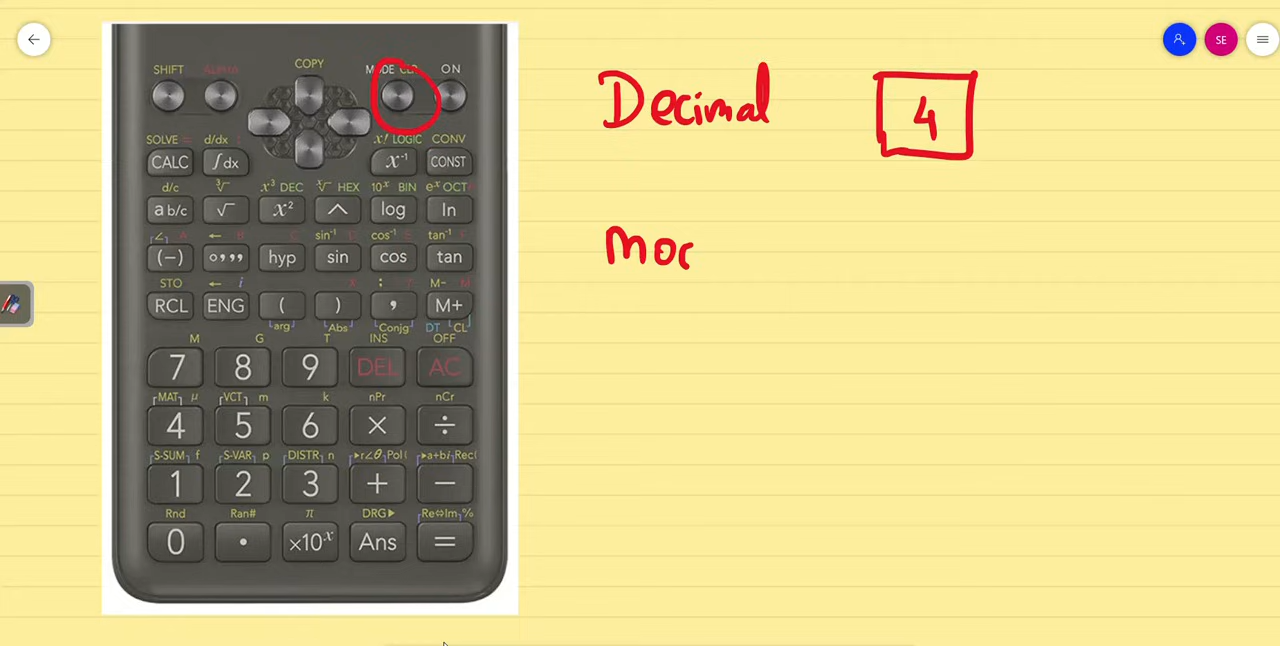 SE
SHIFT ALPHA COPY MODE CLR ON
SOLVE = d/dx : x! LOGIC CONV
CALC ∫dx x⁻¹ CONST
d/c ³√ x³ DEC ˣ√ HEX 10ˣ BIN eˣ OCT
a b/c √ x² ^ log ln
∠ A ← B C sin⁻¹ D cos⁻¹ E tan⁻¹ F
(−) °,,, hyp sin cos tan
STO ← i X ; Y M- M
RCL ENG ( ) , M+
arg Abs Conjg DT CL
M G T INS OFF
7 8 9 DEL AC
MAT μ VCT m k nPr nCr
4 5 6 × ÷
S-SUM f S-VAR p DISTR n ▶r∠θ Pol( ▶a+bi Rec(
1 2 3 + −
Rnd Ran# π DRG▶ Re⇔Im %
0 • ×10ˣ Ans =
Decimal 4
moc